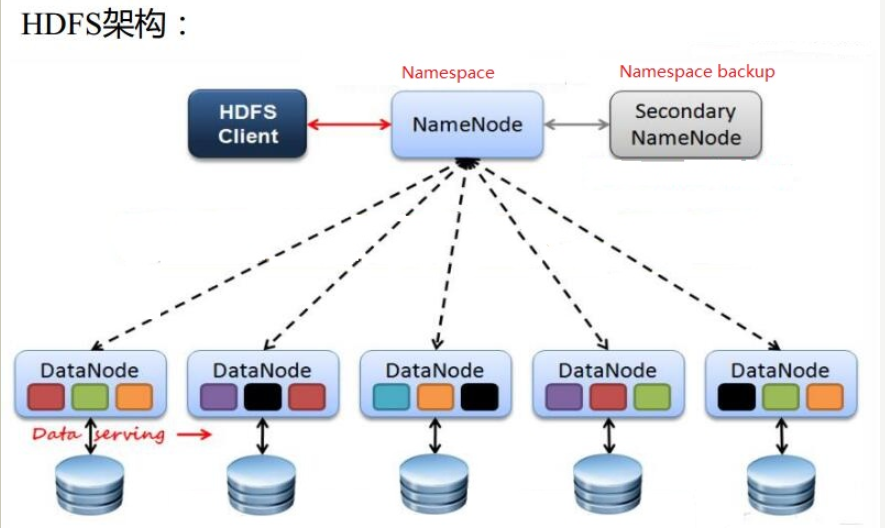 HDFS架构：
Namespace
Namespace backup
HDFS
Client
NameNode
Secondary
NameNode
DataNode
DataNode
DataNode
DataNode
DataNode
Data serving